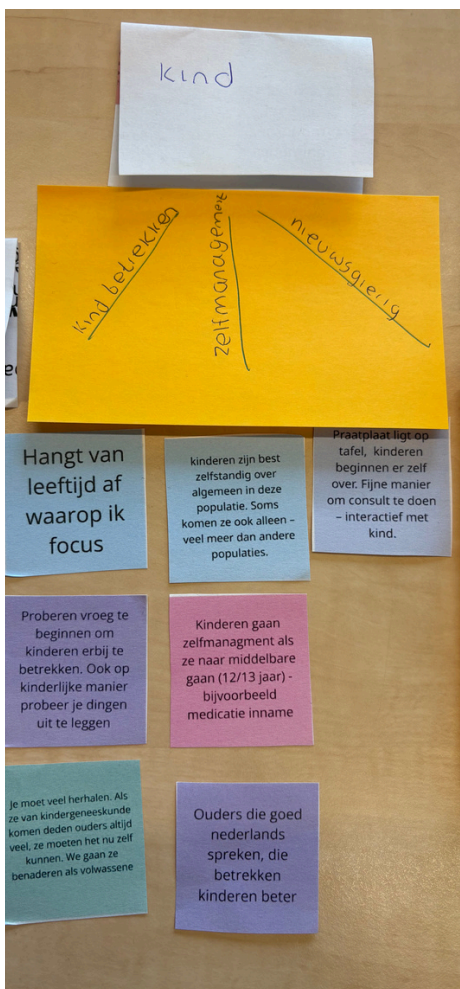 kind
kind betrekken
zelfmanagement
nieuwsgierig
Hangt van
leeftijd af
waarop ik
focus
kinderen zijn best
zelfstandig over
algemeen in deze
populatie. Soms
komen ze ook alleen –
veel meer dan andere
populaties.
Praatplaat ligt op
tafel, kinderen
beginnen er zelf
over. Fijne manier
om consult te doen
– interactief met
kind.
Proberen vroeg te
beginnen om
kinderen erbij te
betrekken. Ook op
kinderlijke manier
probeer je dingen
uit te leggen
Kinderen gaan
zelfmanagment als
ze naar middelbare
gaan (12/13 jaar) -
bijvoorbeeld
medicatie inname
Je moet veel herhalen. Als
ze van kindergeneeskunde
komen deden ouders altijd
veel, ze moeten het nu zelf
kunnen. We gaan ze
benaderen als volwassene
Ouders die goed
nederlands
spreken, die
betrekken
kinderen beter